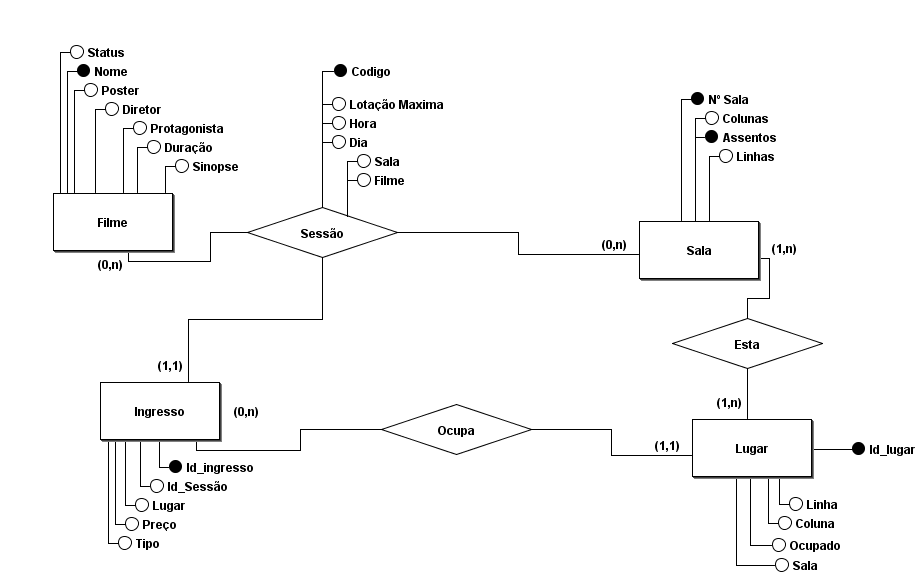 Status
Nome
Poster
Diretor
Protagonista
Duração
Sinopse
Filme
(0,n)
Codigo
Lotação Maxima
Hora
Dia
Sala
Filme
Sessão
Nº Sala
Colunas
Assentos
Linhas
(0,n)
Sala
(1,n)
Esta
(1,n)
(1,1)
Ingresso
(0,n)
Ocupa
(1,1)
Lugar
Id_lugar
Id_ingresso
Id_Sessão
Lugar
Preço
Tipo
Linha
Coluna
Ocupado
Sala